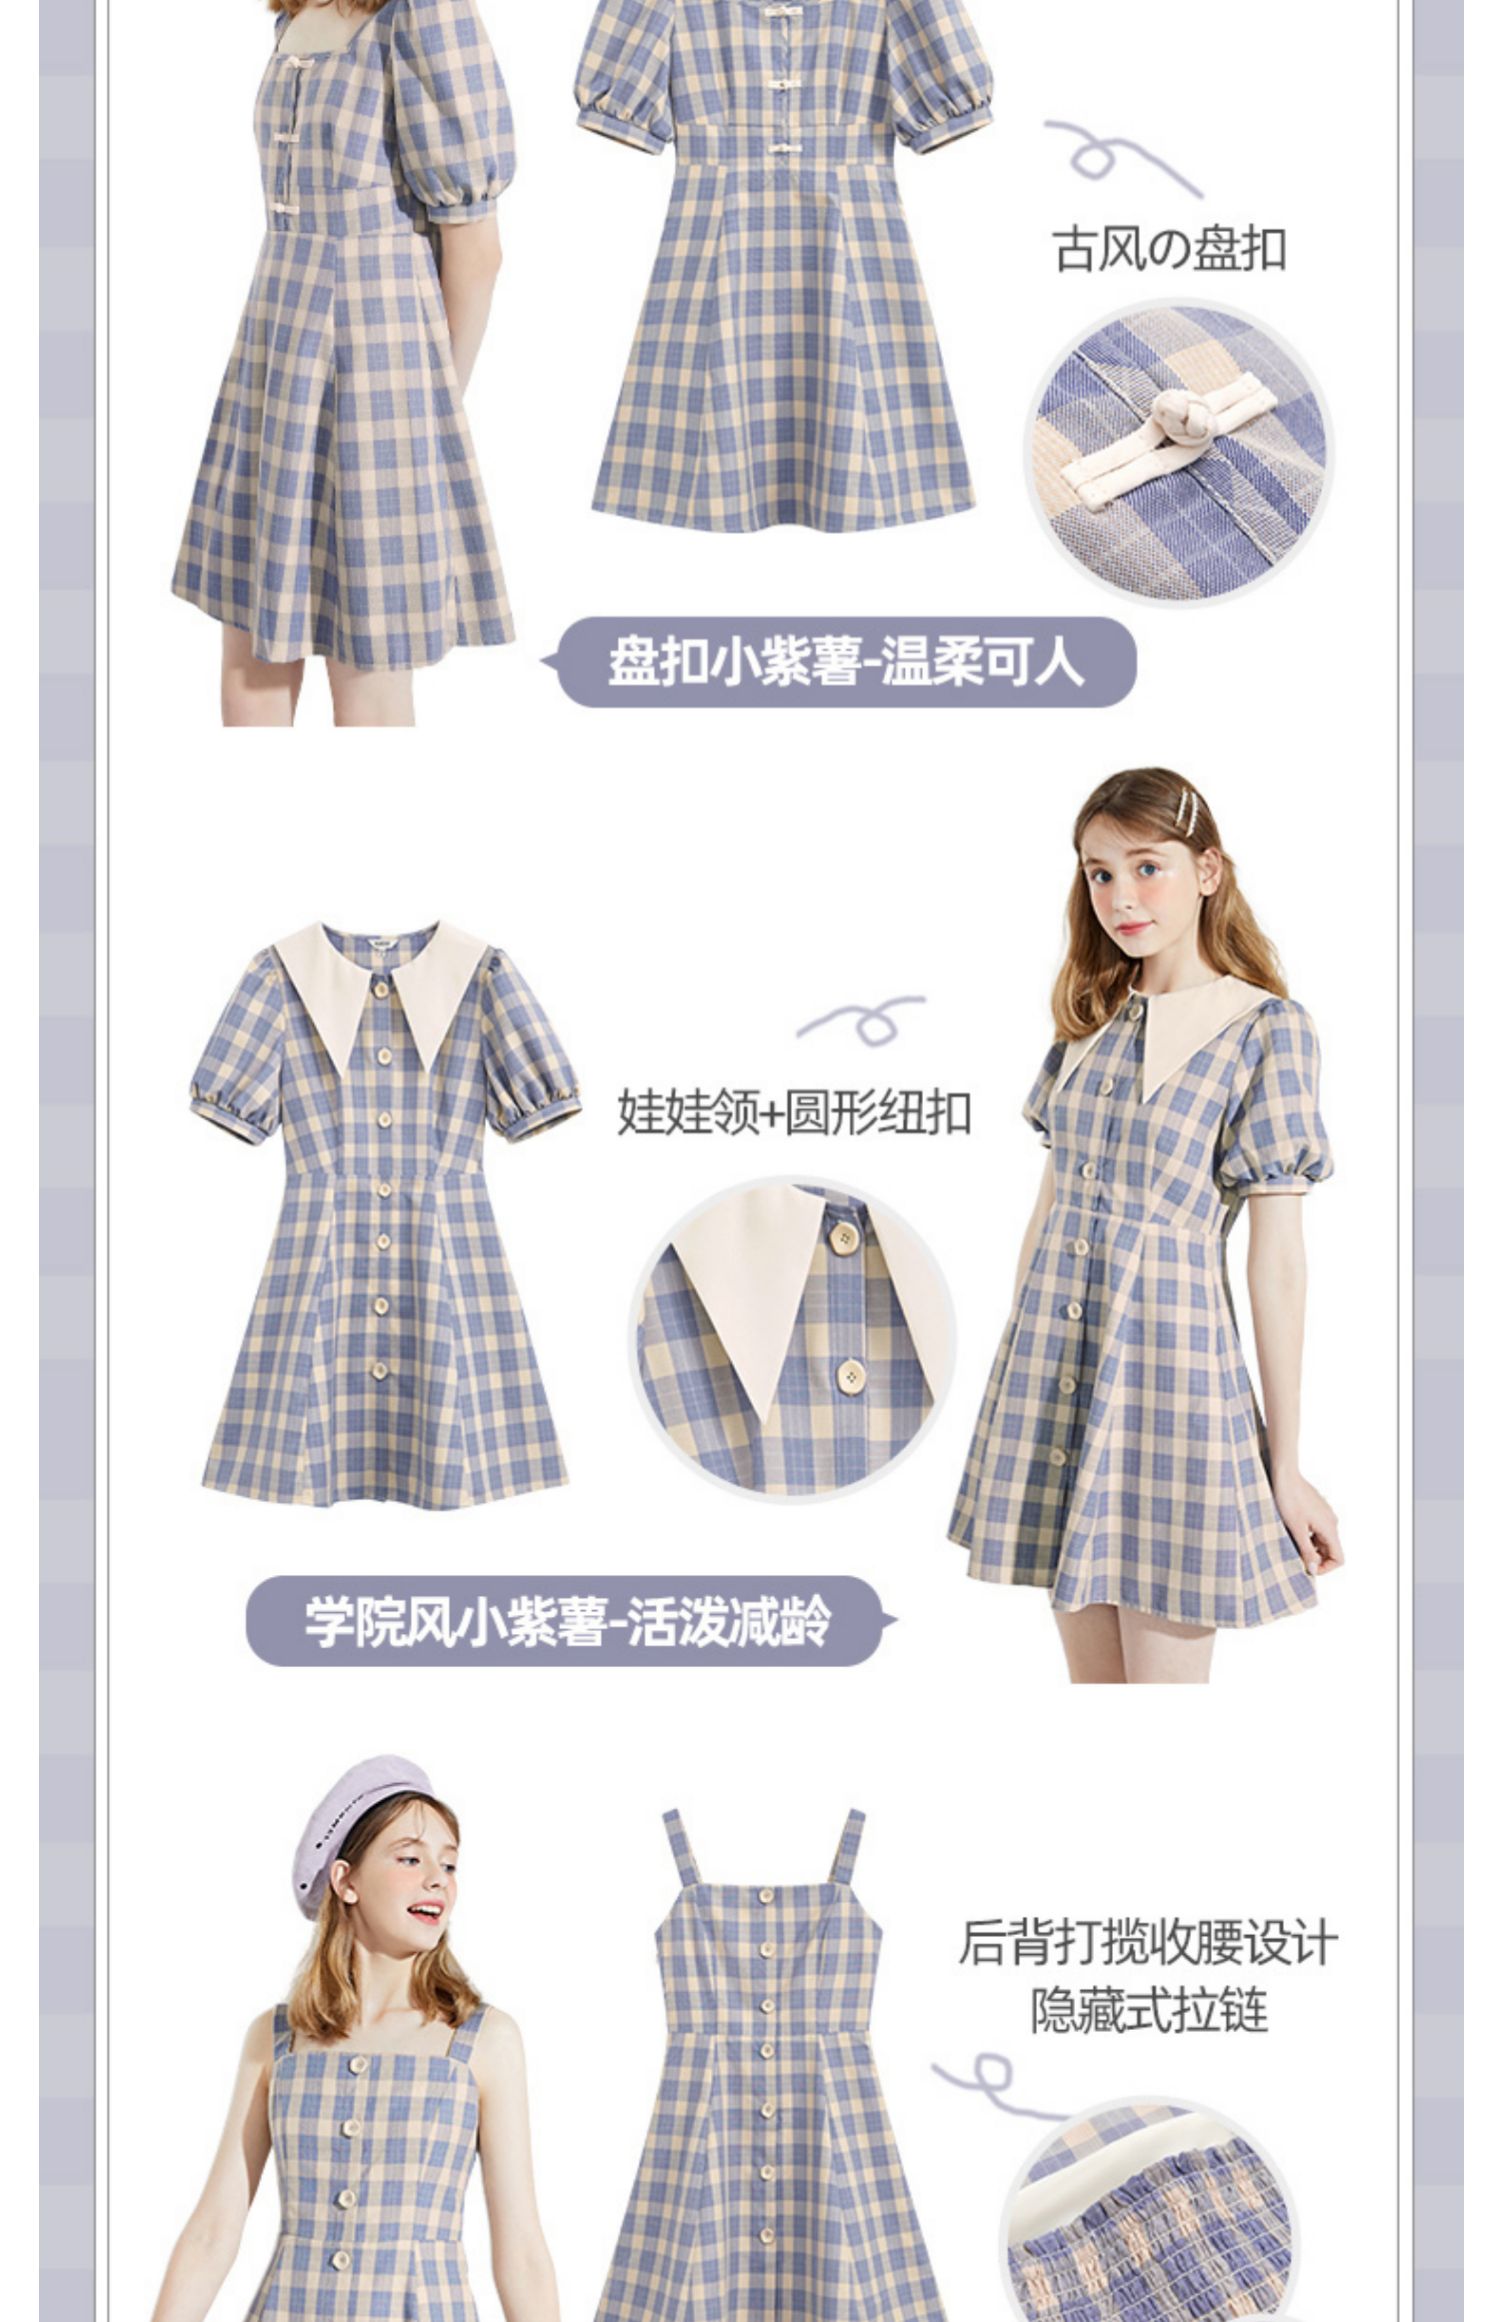 古风の盘扣
盘扣小紫薯-温柔可人
娃娃领+圆形纽扣
学院风小紫薯-活泼减龄
后背打揽收腰设计
隐藏式拉链